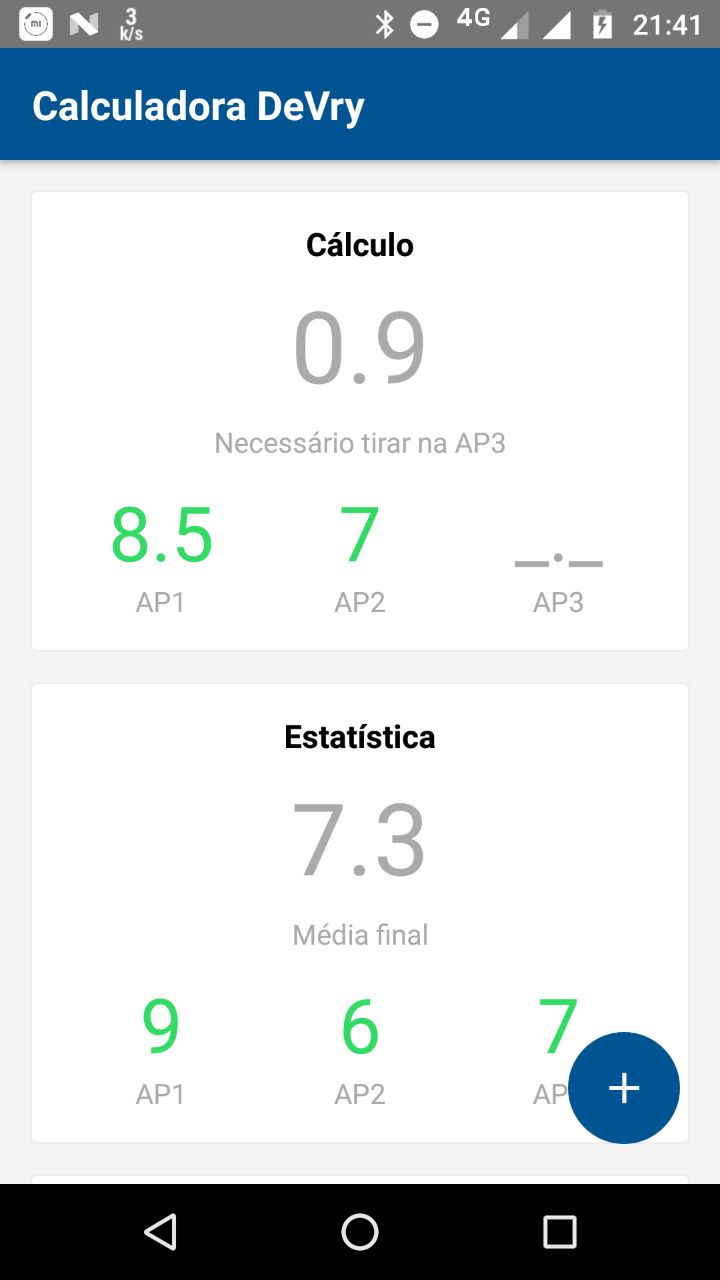 3
k/s
4G
21:41
Calculadora DeVry
Cálculo
0.9
Necessário tirar na AP3
8.5 7 _._
AP1 AP2 AP3
Estatística
7.3
Média final
9 6 7
AP1 AP2 AP
+